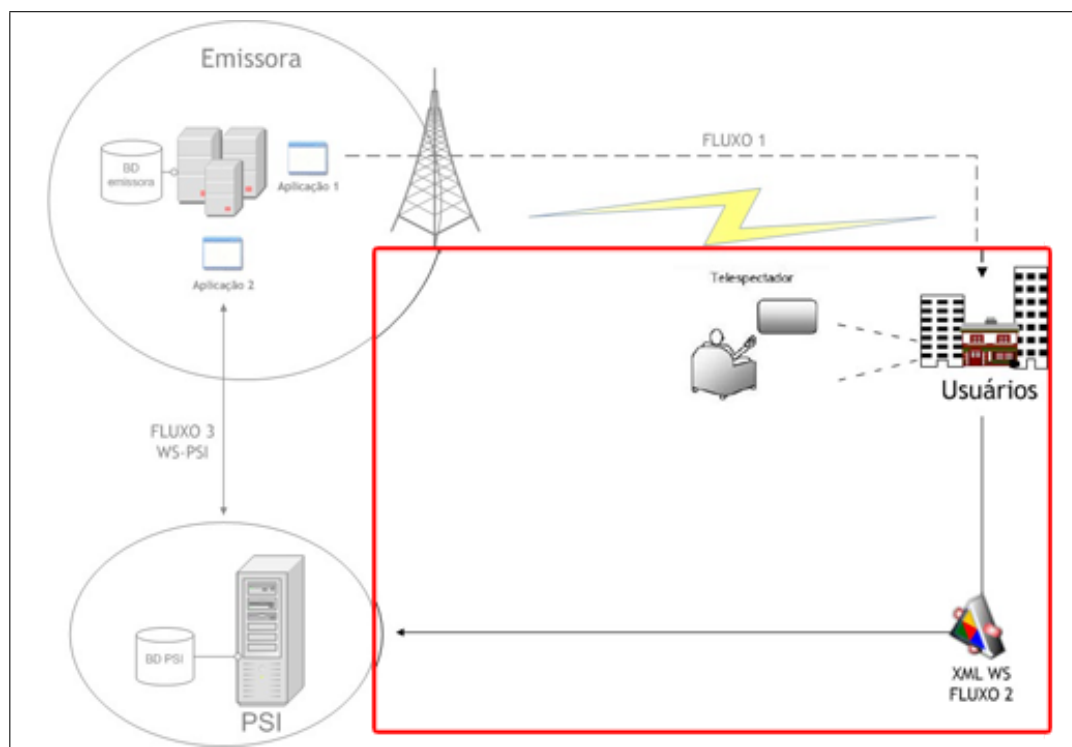 Emissora
FLUXO 1
BD
emissora
Aplicação 1
Aplicação 2
Telespectador
Usuários
FLUXO 3
WS-PSI
BD PSI
PSI
XML WS
FLUXO 2